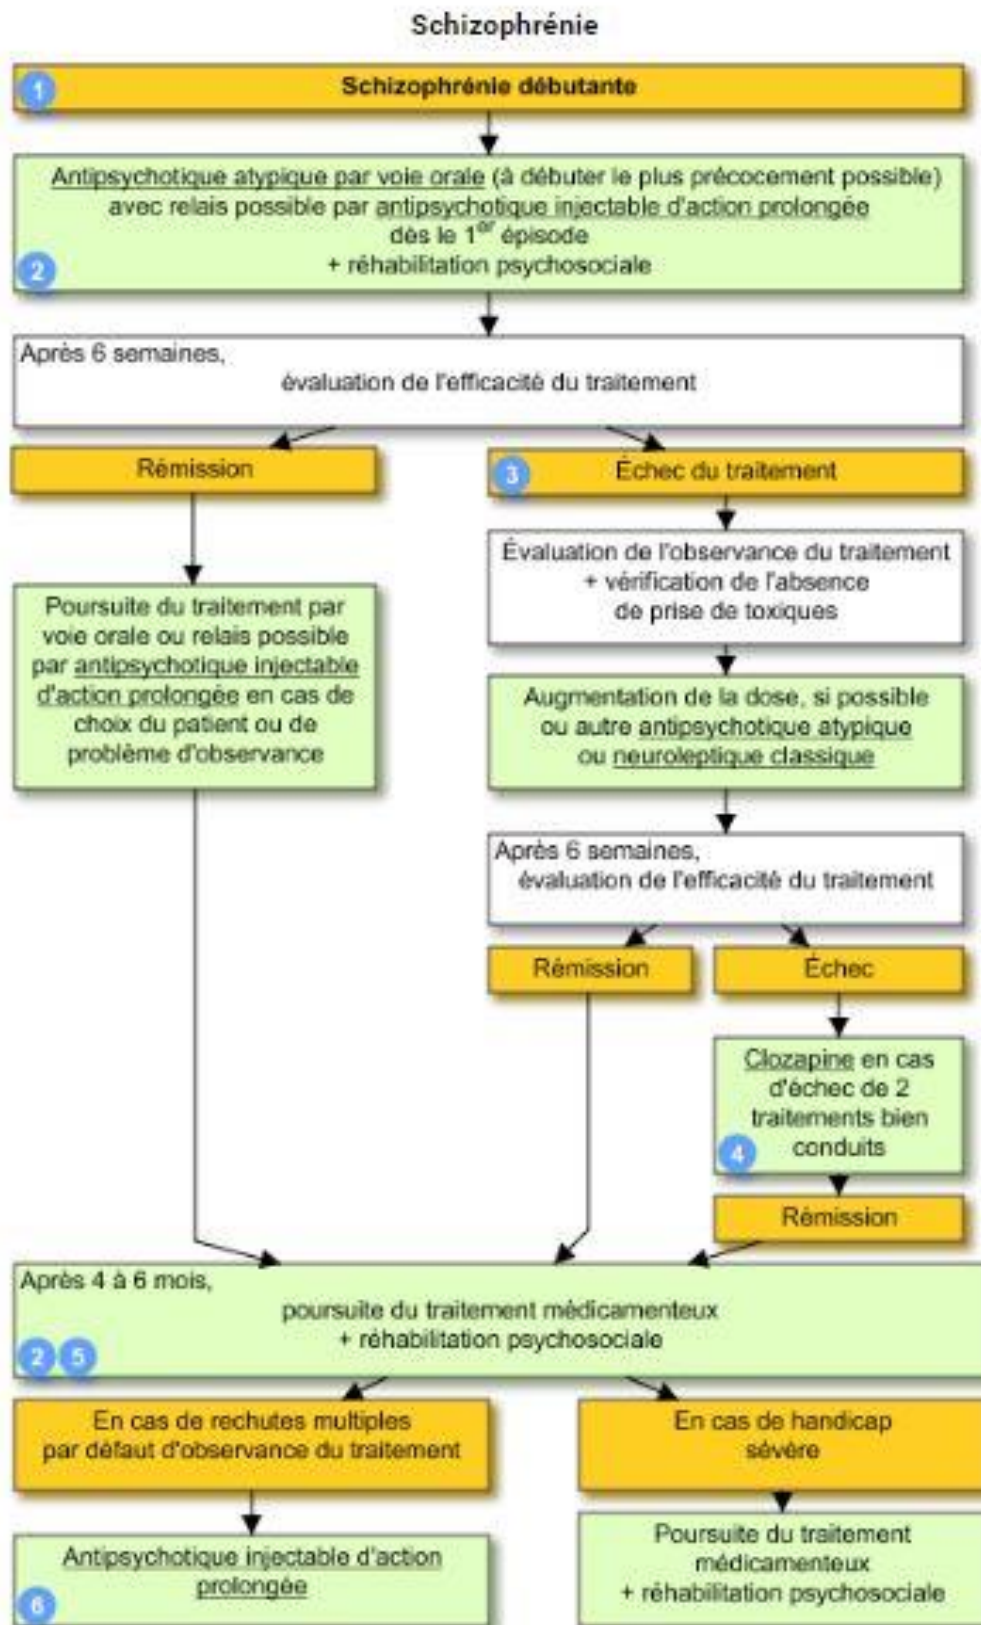 Schizophrénie
1
Schizophrénie débutante
Antipsychotique atypique par voie orale (à débuter le plus précocement possible)
avec relais possible par antipsychotique injectable d'action prolongée
dès le 1er épisode
+ réhabilitation psychosociale
2
Après 6 semaines,
évaluation de l'efficacité du traitement
Rémission
3
Échec du traitement
Évaluation de l'observance du traitement
+ vérification de l'absence
de prise de toxiques
Poursuite du traitement par
voie orale ou relais possible
par antipsychotique injectable
d'action prolongée en cas de
choix du patient ou de
problème d'observance
Augmentation de la dose, si possible
ou autre antipsychotique atypique
ou neuroleptique classique
Après 6 semaines,
évaluation de l'efficacité du traitement
Rémission
Échec
Clozapine en cas
d'échec de 2
traitements bien
conduits
4
Rémission
Après 4 à 6 mois,
poursuite du traitement médicamenteux
+ réhabilitation psychosociale
2 5
En cas de rechutes multiples
par défaut d'observance du traitement
En cas de handicap
sévère
Antipsychotique injectable d'action
prolongée
6
Poursuite du traitement
médicamenteux
+ réhabilitation psychosociale